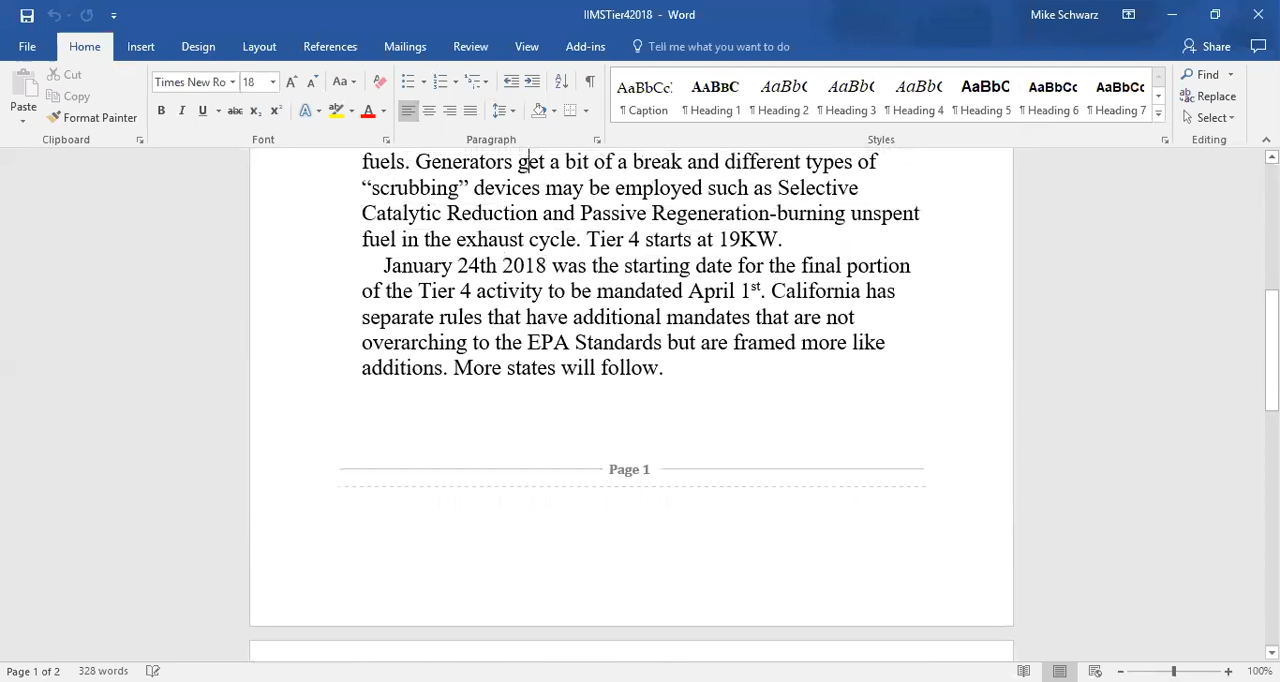 IIMSTier42018 - Word
Mike Schwarz
File Home Insert Design Layout References Mailings Review View Add-ins Tell me what you want to do Share
Paste
Cut
Copy
Format Painter
Times New Ro 18
AaBbCc AaBbCc AaBbC AaBbC AaBbC AaBbC AaBbCc AaBbCc
¶ Caption ¶ Heading 1 ¶ Heading 2 ¶ Heading 3 ¶ Heading 4 ¶ Heading 5 ¶ Heading 6 ¶ Heading 7
Find
Replace
Select
Clipboard Font Paragraph Styles Editing
fuels. Generators get a bit of a break and different types of
“scrubbing” devices may be employed such as Selective
Catalytic Reduction and Passive Regeneration-burning unspent
fuel in the exhaust cycle. Tier 4 starts at 19KW.
January 24th 2018 was the starting date for the final portion
of the Tier 4 activity to be mandated April 1st. California has
separate rules that have additional mandates that are not
overarching to the EPA Standards but are framed more like
additions. More states will follow.
Page 1
Page 1 of 2 328 words 100%